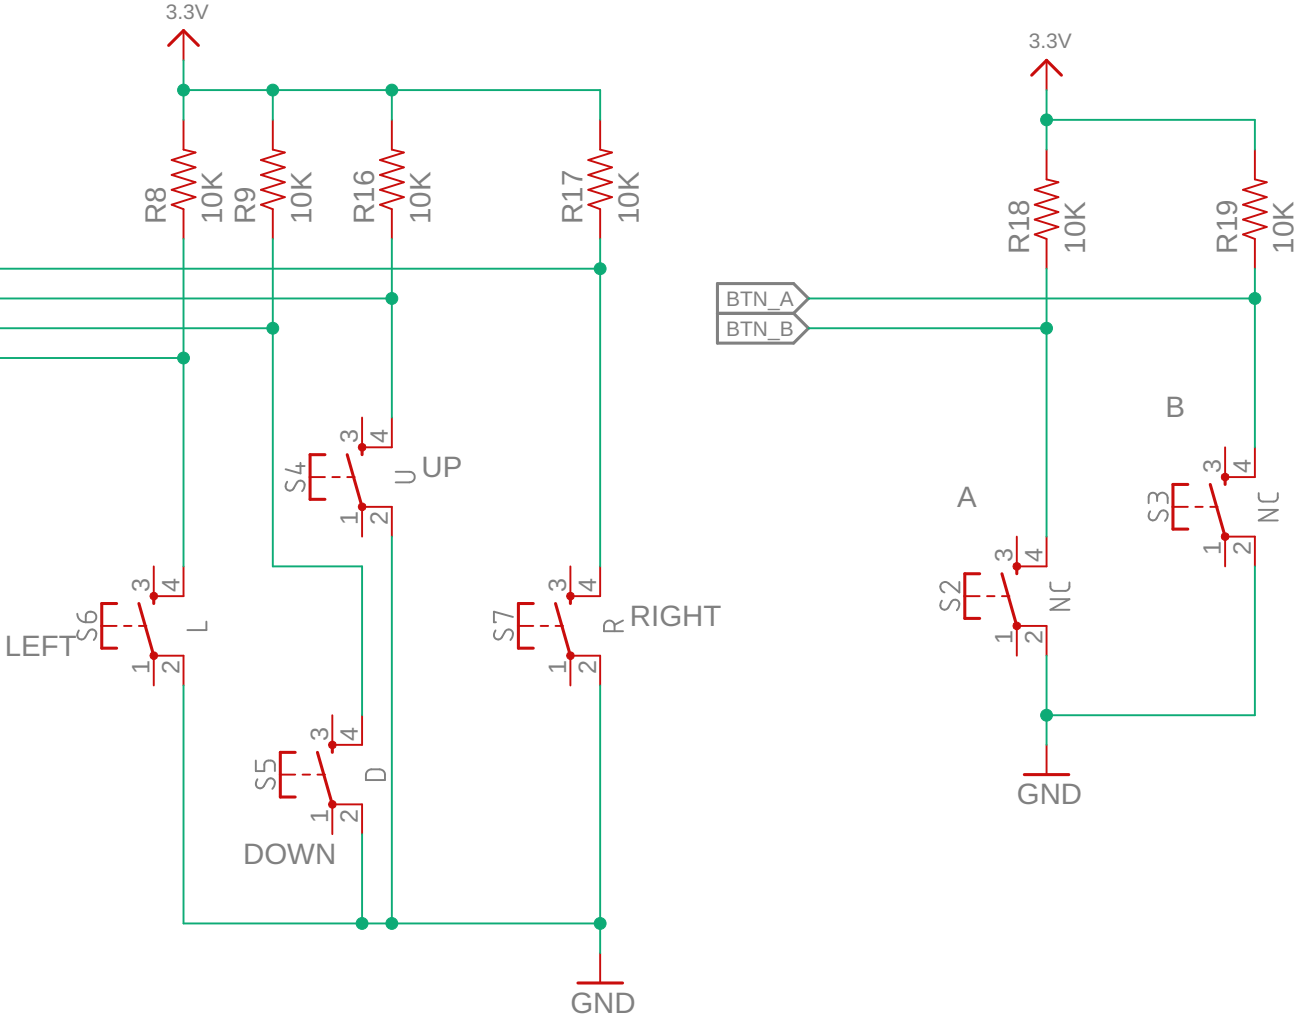 3.3V
3.3V
R8
10K
R9
10K
R16
10K
R17
10K
R18
10K
R19
10K
BTN_A
BTN_B
B
A
UP
S4
3
4
1
2
U
S3
3
4
1
2
NC
S2
3
4
1
2
NC
LEFT
S6
3
4
1
2
L
S7
3
4
1
2
R
RIGHT
S5
3
4
1
2
D
DOWN
GND
GND